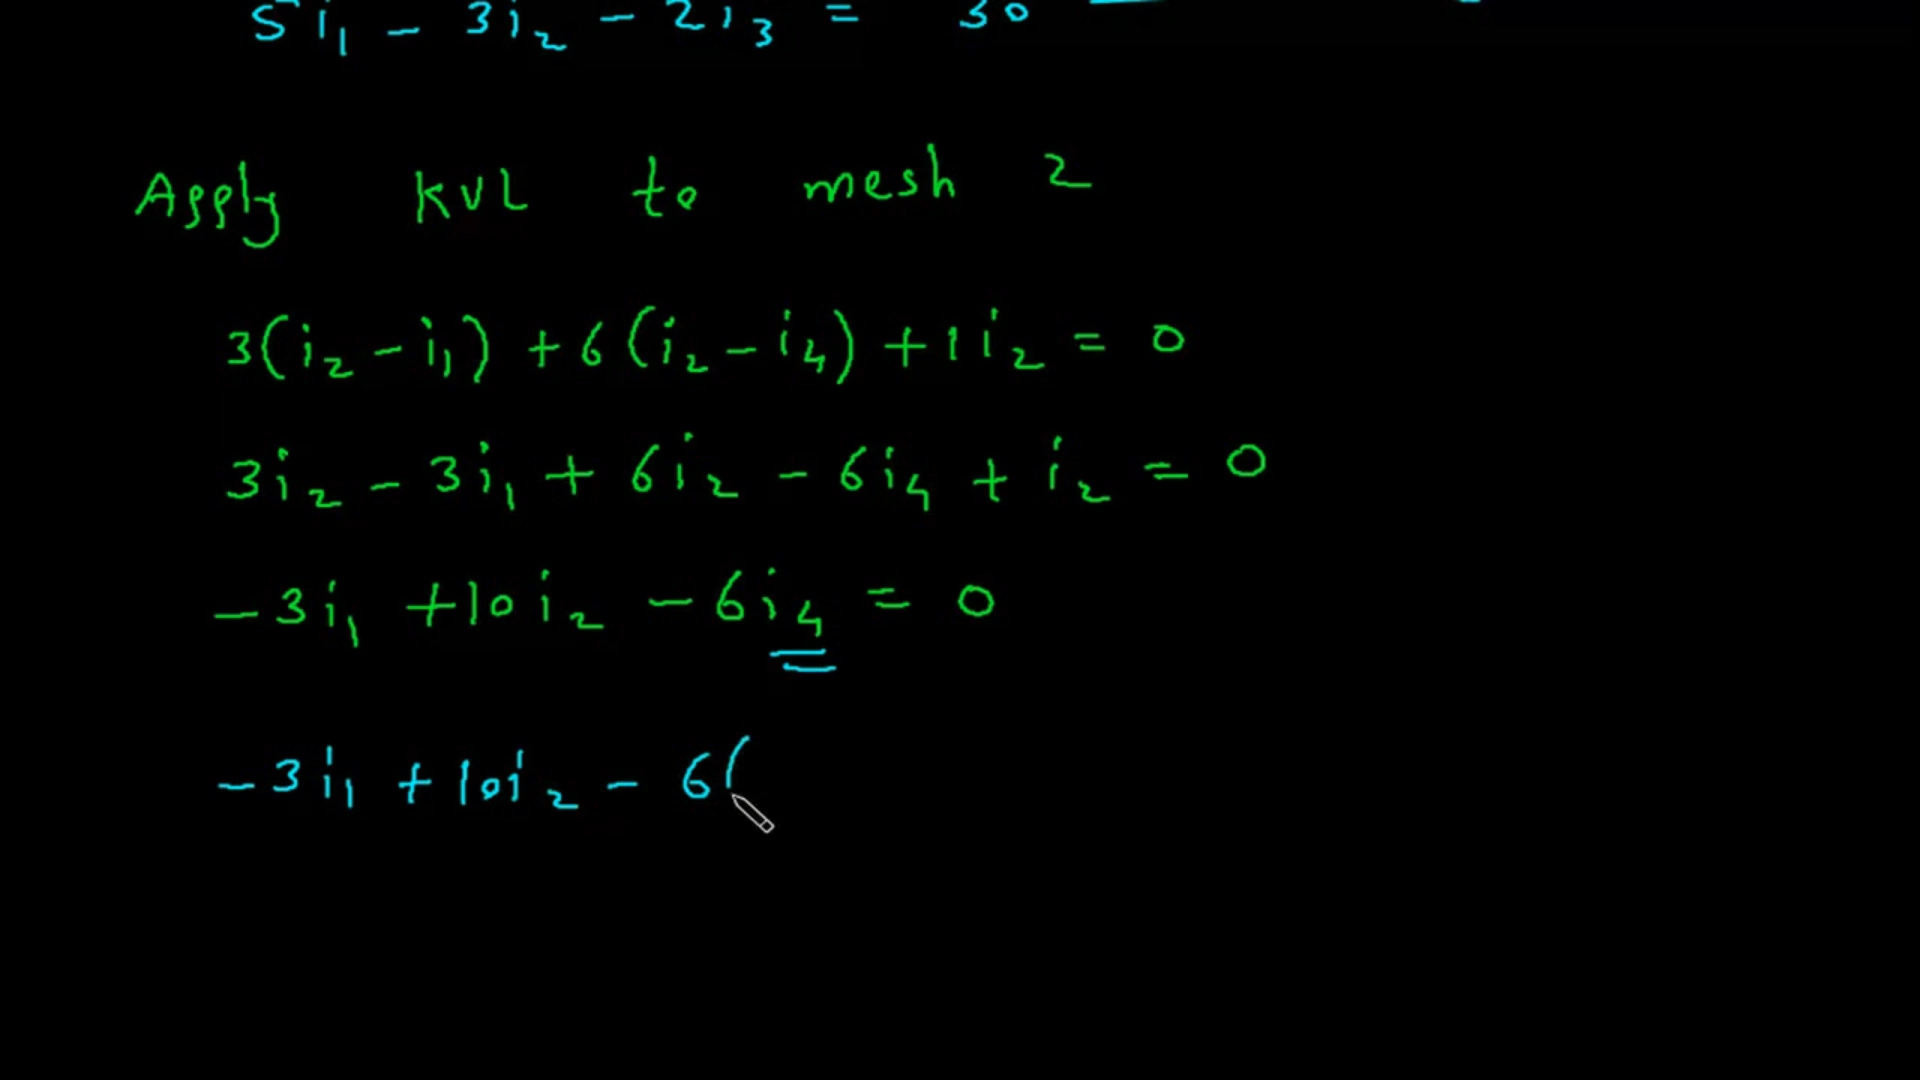 5i₁ - 3i₂ - 2i₃ = 30
Apply KVL to mesh 2
3(i₂ - i₁) + 6(i₂ - i₄) + 1i₂ = 0
3i₂ - 3i₁ + 6i₂ - 6i₄ + i₂ = 0
-3i₁ + 10i₂ - 6i₄ = 0
-3i₁ + 10i₂ - 6(